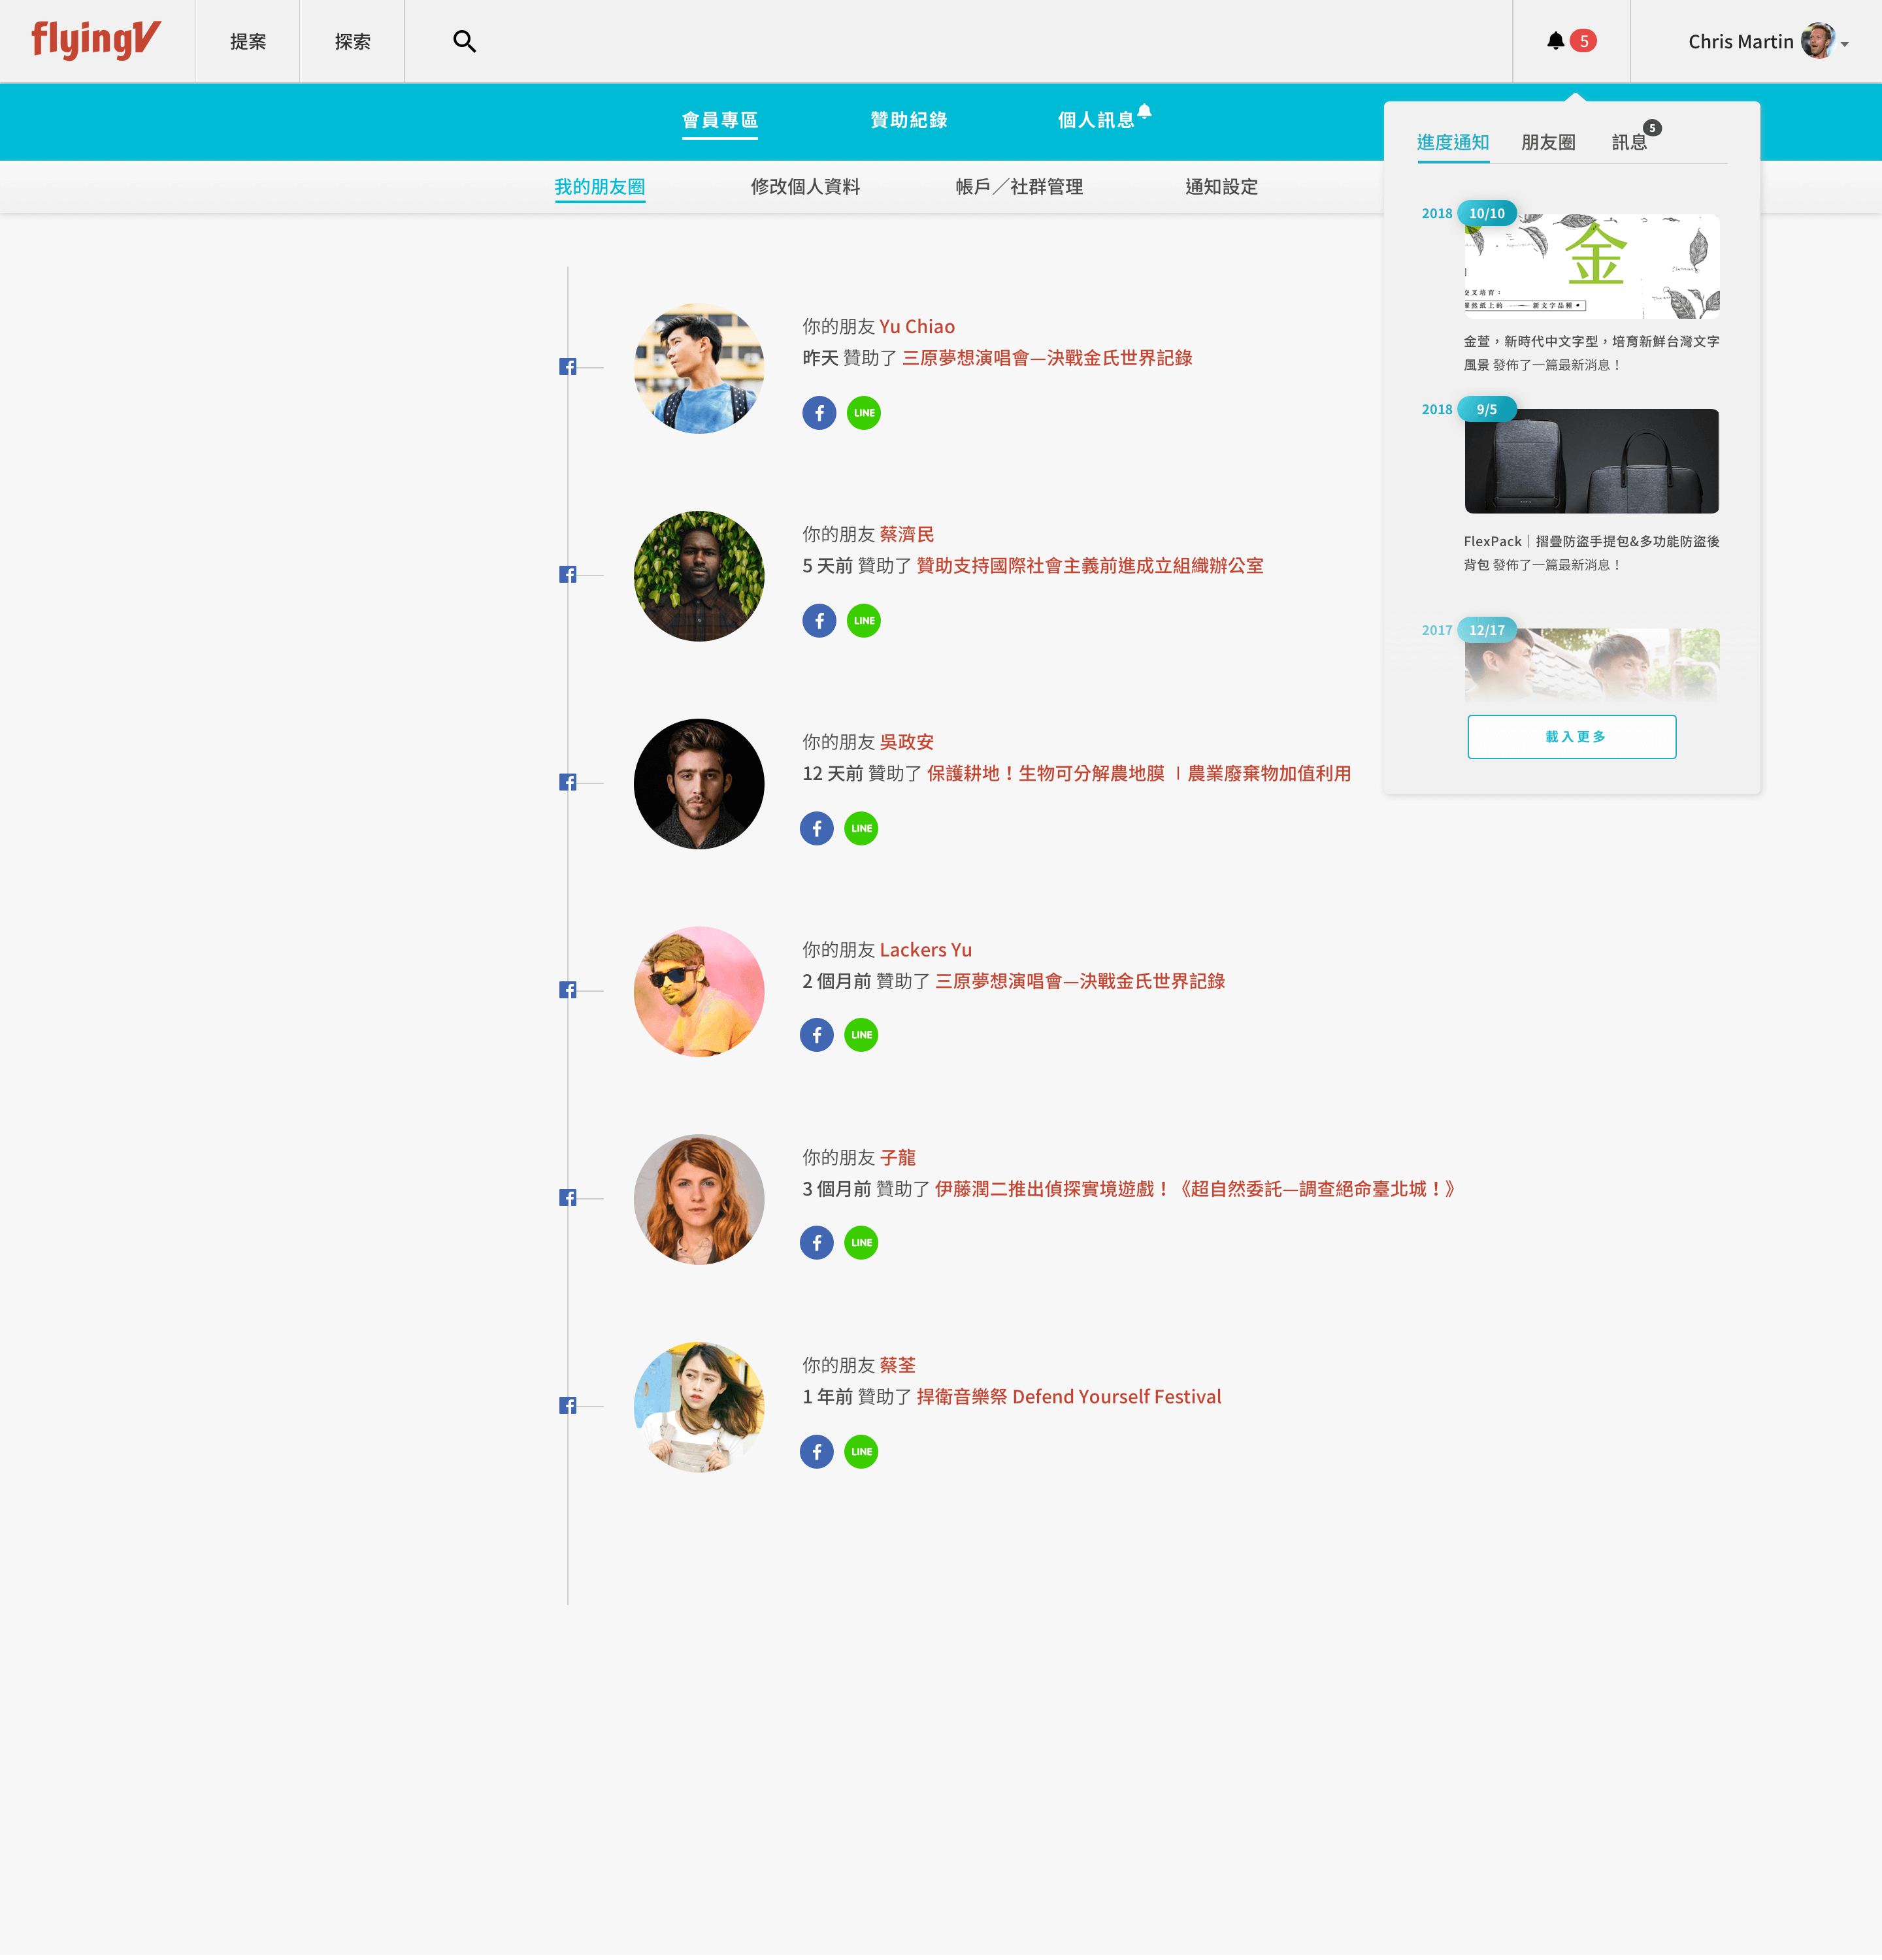 flyingV
提案
探索
5
Chris Martin
會員專區
贊助紀錄
個人訊息
我的朋友圈
修改個人資料
帳戶／社群管理
通知設定
進度通知
朋友圈
訊息
5
2018
10/10
金
交叉培育：
新文字品種
金萱，新時代中文字型，培育新鮮台灣文字
風景 發佈了一篇最新消息！
2018
9/5
FlexPack｜摺疊防盜手提包&多功能防盜後
背包 發佈了一篇最新消息！
2017
12/17
載入更多
你的朋友 Yu Chiao
昨天 贊助了 三原夢想演唱會—決戰金氏世界記錄
LINE
你的朋友 蔡濟民
5 天前 贊助了 贊助支持國際社會主義前進成立組織辦公室
LINE
你的朋友 吳政安
12 天前 贊助了 保護耕地！生物可分解農地膜 ｜農業廢棄物加值利用
LINE
你的朋友 Lackers Yu
2 個月前 贊助了 三原夢想演唱會—決戰金氏世界記錄
LINE
你的朋友 子龍
3 個月前 贊助了 伊藤潤二推出偵探實境遊戲！《超自然委託—調查絕命臺北城！》
LINE
你的朋友 蔡荃
1 年前 贊助了 捍衛音樂祭 Defend Yourself Festival
LINE